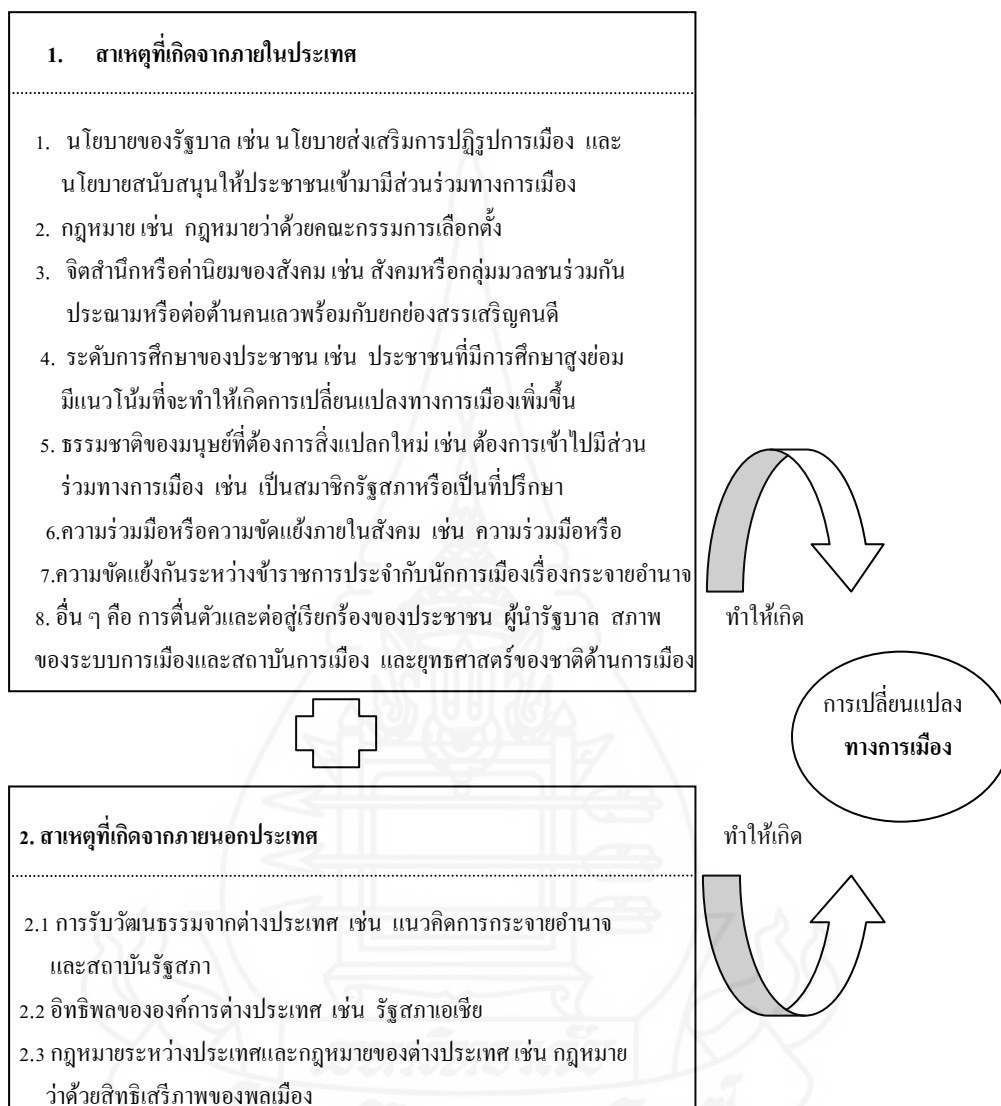 1. สาเหตุที่เกิดจากภายในประเทศ
1. นโยบายของรัฐบาล เช่น นโยบายส่งเสริมการปฏิรูปการเมือง และ
นโยบายสนับสนุนให้ประชาชนเข้ามามีส่วนร่วมทางการเมือง
2. กฎหมาย เช่น กฎหมายว่าด้วยคณะกรรมการเลือกตั้ง
3. จิตสำนึกหรือค่านิยมของสังคม เช่น สังคมหรือกลุ่มมวลชนร่วมกัน
ประณามหรือต่อต้านคนเลวพร้อมกับยกย่องสรรเสริญคนดี
4. ระดับการศึกษาของประชาชน เช่น ประชาชนที่มีการศึกษาสูงย่อม
มีแนวโน้มที่จะทำให้เกิดการเปลี่ยนแปลงทางการเมืองเพิ่มขึ้น
5. ธรรมชาติของมนุษย์ที่ต้องการสิ่งแปลกใหม่ เช่น ต้องการเข้าไปมีส่วน
ร่วมทางการเมือง เช่น เป็นสมาชิกรัฐสภาหรือเป็นที่ปรึกษา
6.ความร่วมมือหรือความขัดแย้งภายในสังคม เช่น ความร่วมมือหรือ
7.ความขัดแย้งกันระหว่างข้าราชการประจำกับนักการเมืองเรื่องกระจายอำนาจ
8. อื่น ๆ คือ การตื่นตัวและต่อสู่เรียกร้องของประชาชน ผู้นำรัฐบาล สภาพ
ของระบบการเมืองและสถาบันการเมือง และยุทธศาสตร์ของชาติด้านการเมือง
ทำให้เกิด
การเปลี่ยนแปลง
ทางการเมือง
2. สาเหตุที่เกิดจากภายนอกประเทศ
ทำให้เกิด
2.1 การรับวัฒนธรรมจากต่างประเทศ เช่น แนวคิดการกระจายอำนาจ
และสถาบันรัฐสภา
2.2 อิทธิพลขององค์การต่างประเทศ เช่น รัฐสภาเอเชีย
2.3 กฎหมายระหว่างประเทศและกฎหมายของต่างประเทศ เช่น กฎหมาย
ว่าด้วยสิทธิเสรีภาพของพลเมือง